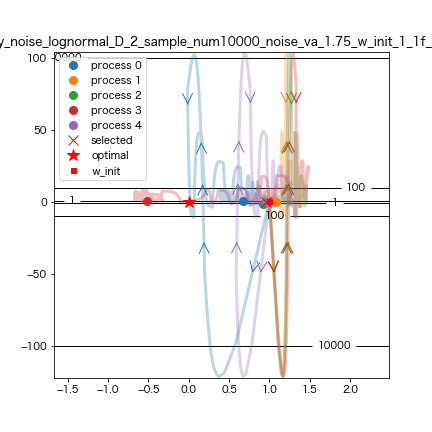 y_noise_lognormal_D_2_sample_num10000_noise_va_1.75_w_init_1_1f_
100
50
0
−50
−100
process 0
process 1
process 2
process 3
process 4
selected
optimal
w_init
100
1
1
100
10000
−1.5 −1.0 −0.5 0.0 0.5 1.0 1.5 2.0